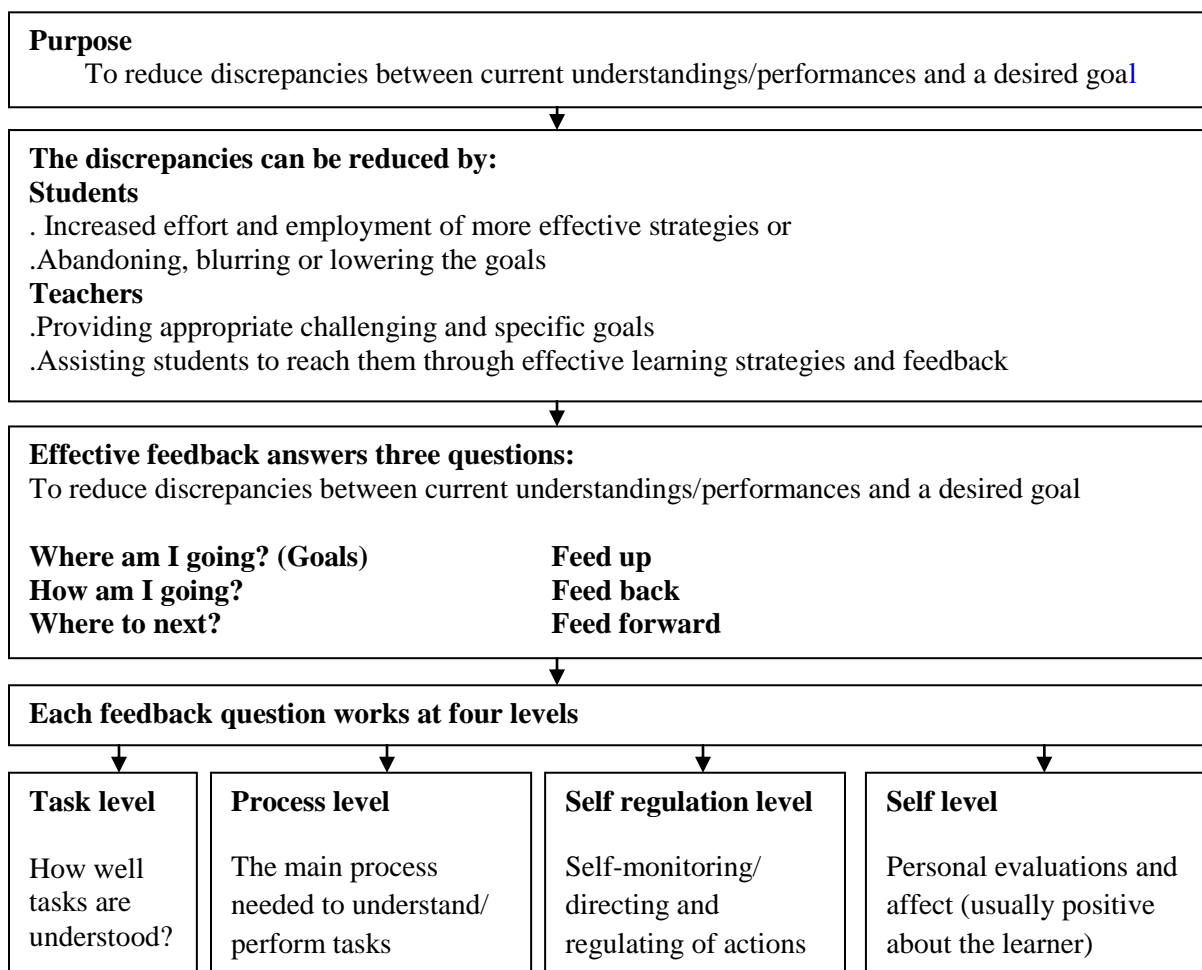 Purpose
To reduce discrepancies between current understandings/performances and a desired goal
The discrepancies can be reduced by:
Students
. Increased effort and employment of more effective strategies or
.Abandoning, blurring or lowering the goals
Teachers
.Providing appropriate challenging and specific goals
.Assisting students to reach them through effective learning strategies and feedback
Effective feedback answers three questions:
To reduce discrepancies between current understandings/performances and a desired goal
Where am I going? (Goals) Feed up
How am I going? Feed back
Where to next? Feed forward
Each feedback question works at four levels
Task level
How well
tasks are
understood?
Process level
The main process
needed to understand/
perform tasks
Self regulation level
Self-monitoring/
directing and
regulating of actions
Self level
Personal evaluations and
affect (usually positive
about the learner)